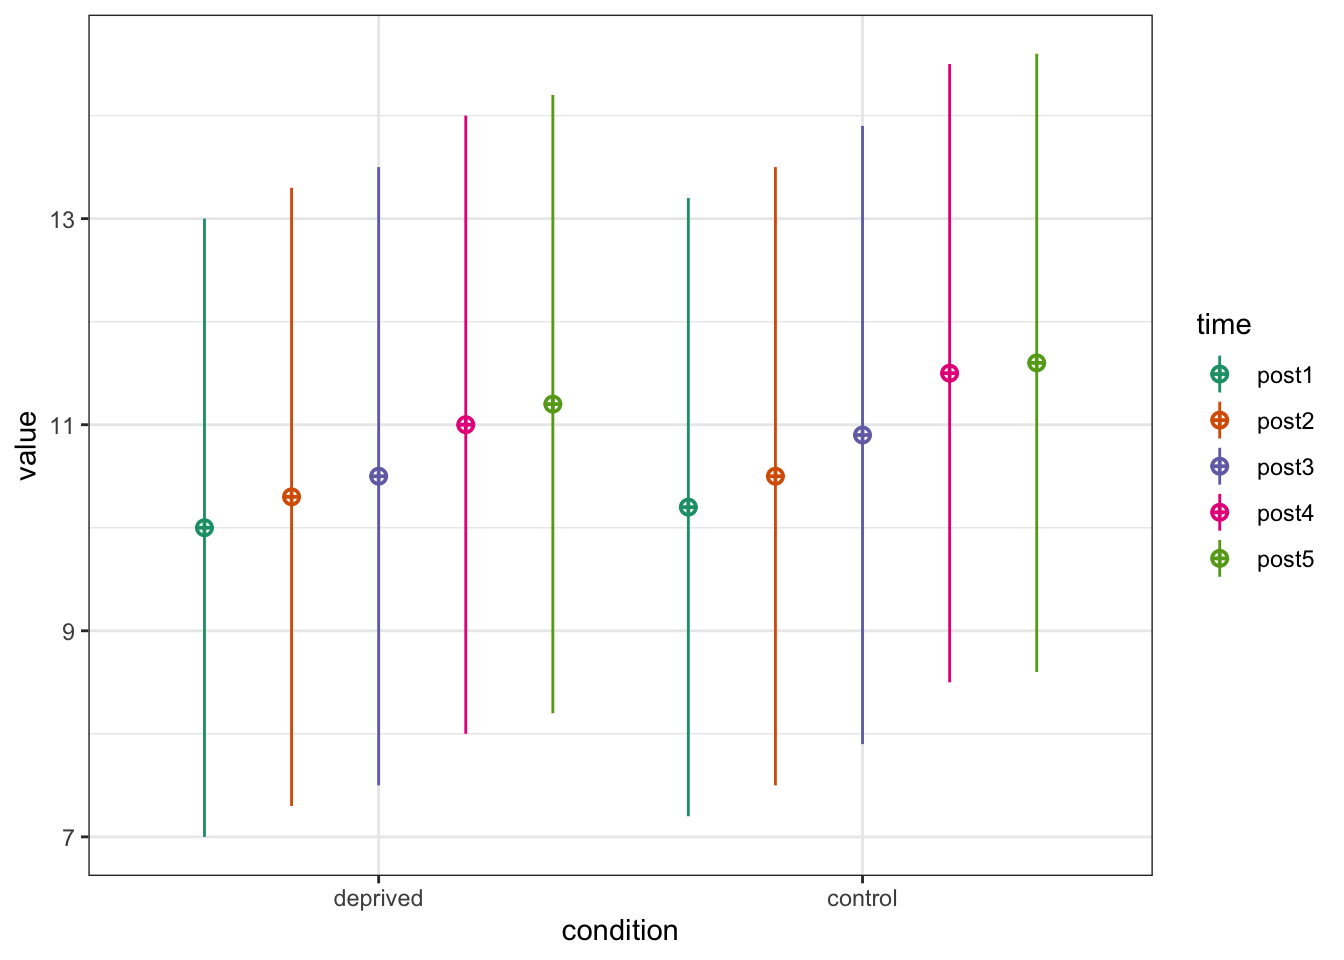 13
11
9
7
value
deprived
control
condition
time
post1
post2
post3
post4
post5